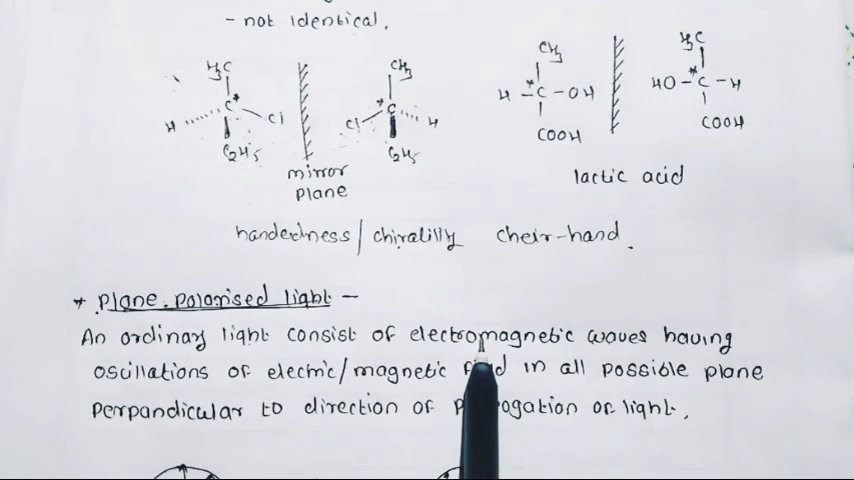 - not identical.
H₃C
CH₃
CH₃
H₃C
C*
*C
H
Cl
Cl
H
H - *C - OH
HO - *C - H
C₂H₅
C₂H₅
COOH
COOH
mirror
plane
lactic acid
handedness / chirality cheir-hand.
* Plane. Polarised light -
An ordinary light consist of electromagnetic waves having
oscillations of electric/magnetic in all possible plane
perpandicular to direction of of light.